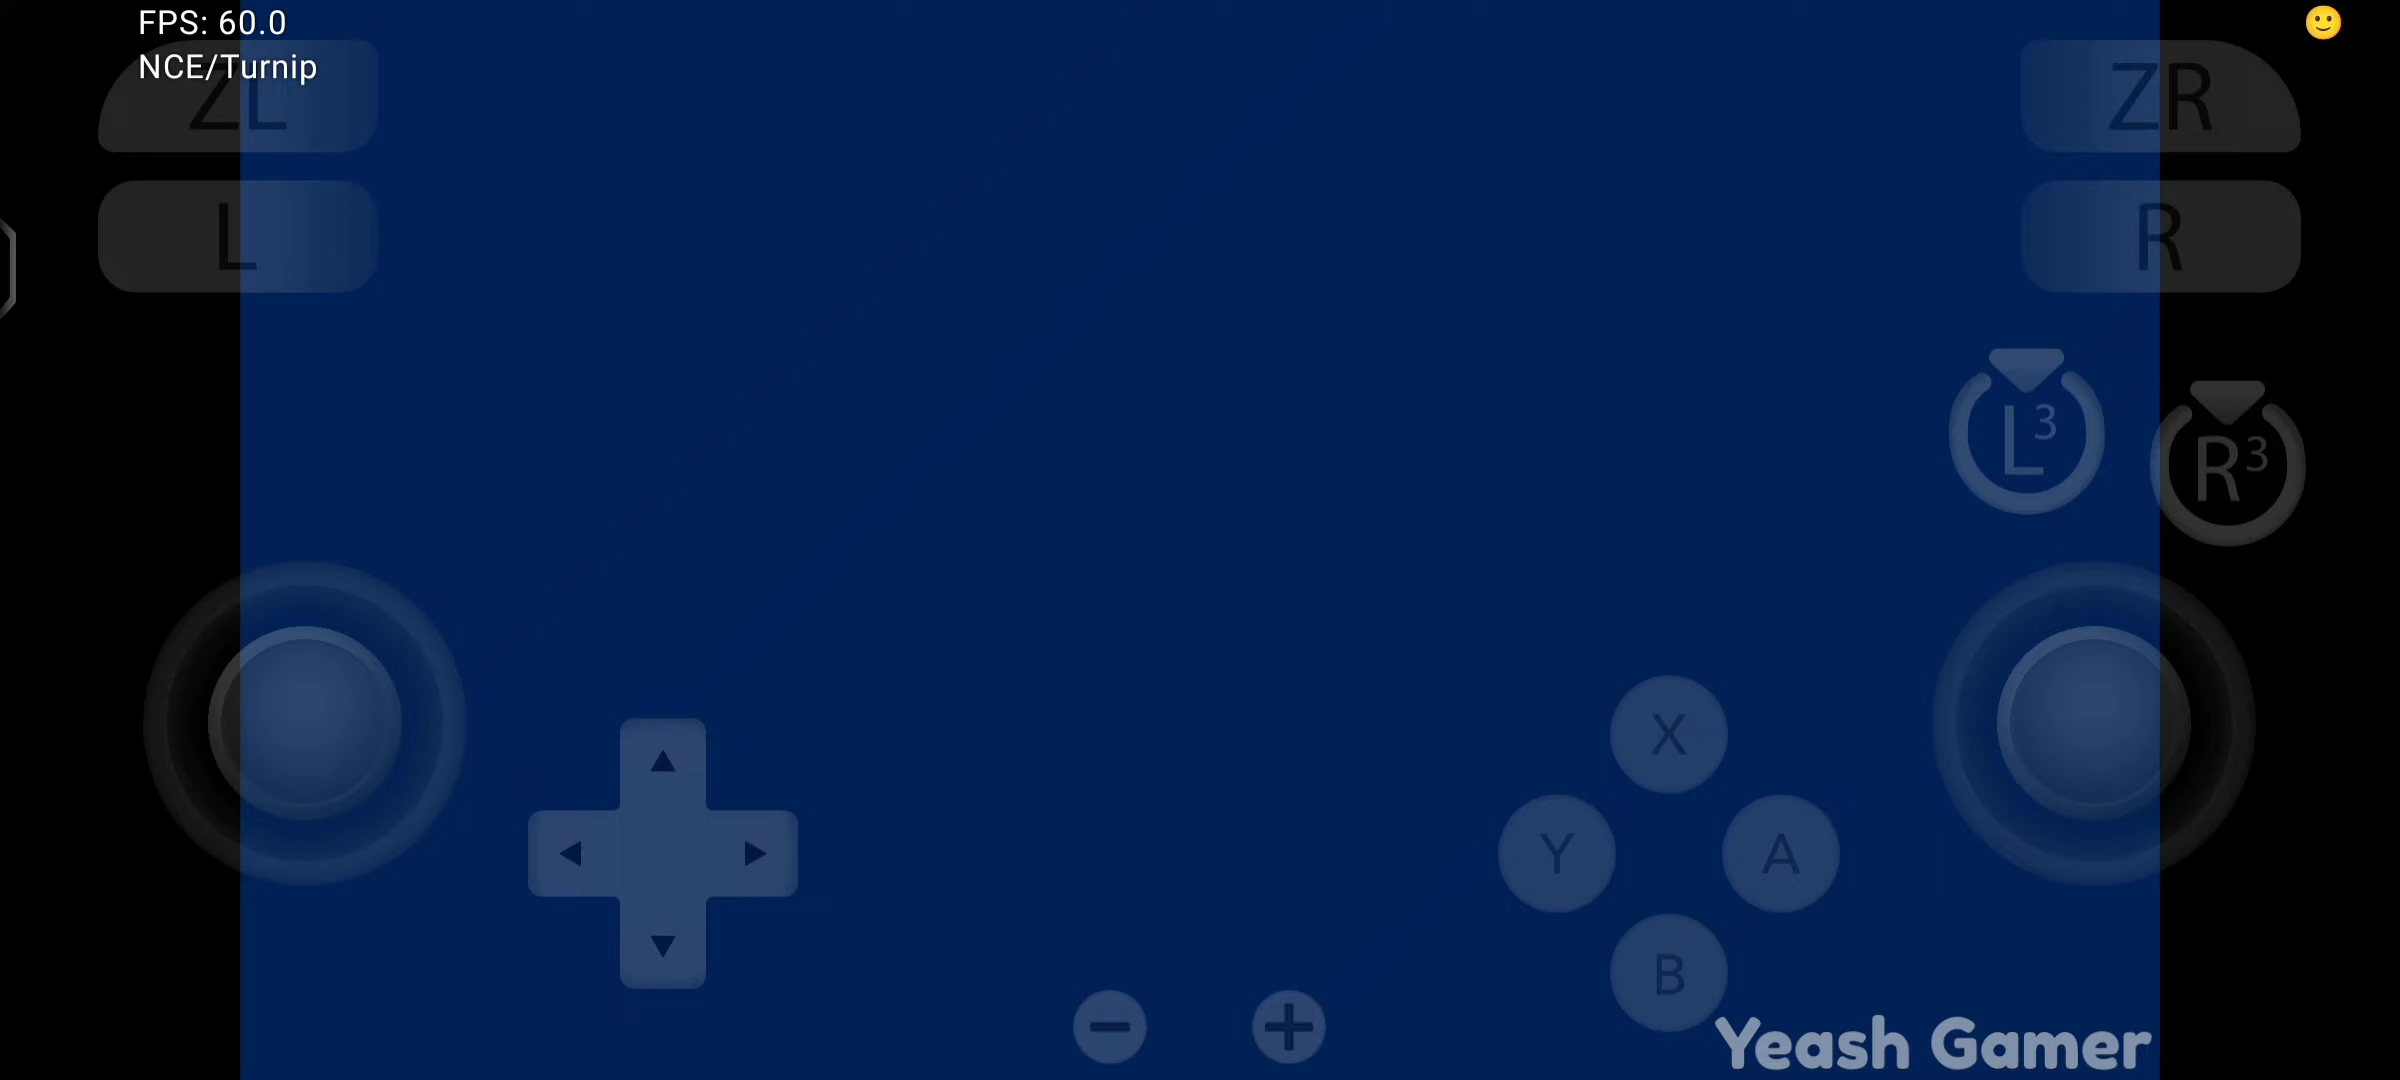 FPS: 60.0
NCE/Turnip
ZL
ZR
L
R
L3
R3
X
Y
A
B
Yeash Gamer